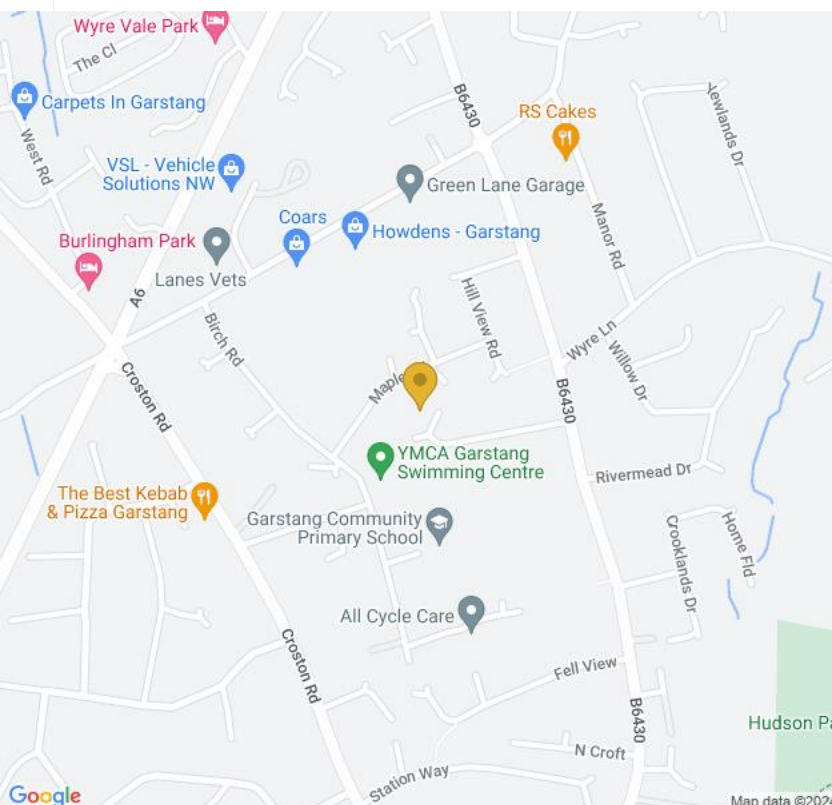 Wyre Vale Park
The Cl
B6430
Carpets In Garstang
RS Cakes
Jewlands Dr
West Rd
VSL - Vehicle
Solutions NW
Green Lane Garage
Coars
Howdens - Garstang
Manor Rd
Burlingham Park
Lanes Vets
A6
Hill View Rd
Birch Rd
Wyre Ln
Willow Dr
Croston Rd
Maple
B6430
YMCA Garstang
Swimming Centre
Rivermead Dr
The Best Kebab
& Pizza Garstang
Garstang Community
Primary School
Crooklands Dr
Home Fld
All Cycle Care
Croston Rd
Fell View
B6430
Hudson Pa
N Croft
Station Way
Google
Map data ©2024